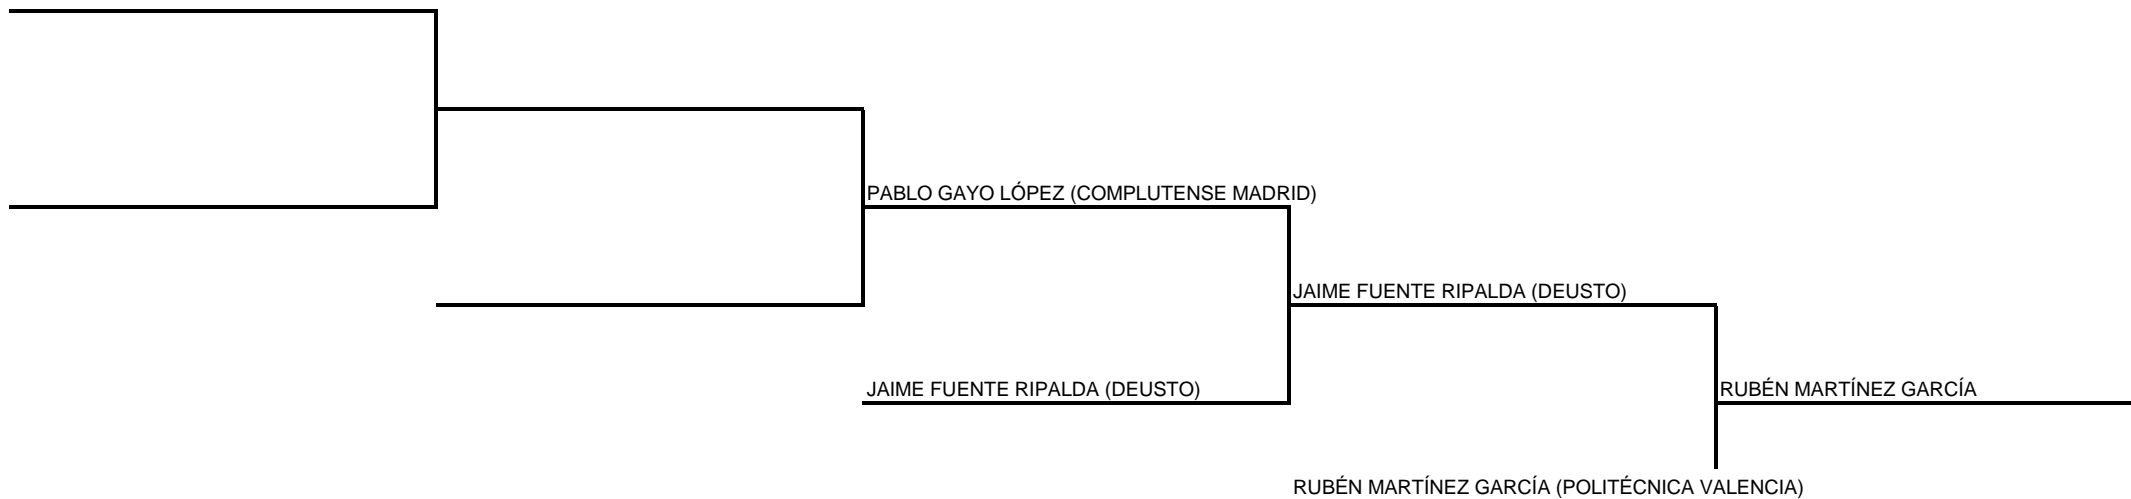 PABLO GAYO LÓPEZ (COMPLUTENSE MADRID)
JAIME FUENTE RIPALDA (DEUSTO)
JAIME FUENTE RIPALDA (DEUSTO)
RUBÉN MARTÍNEZ GARCÍA
RUBÉN MARTÍNEZ GARCÍA (POLITÉCNICA VALENCIA)